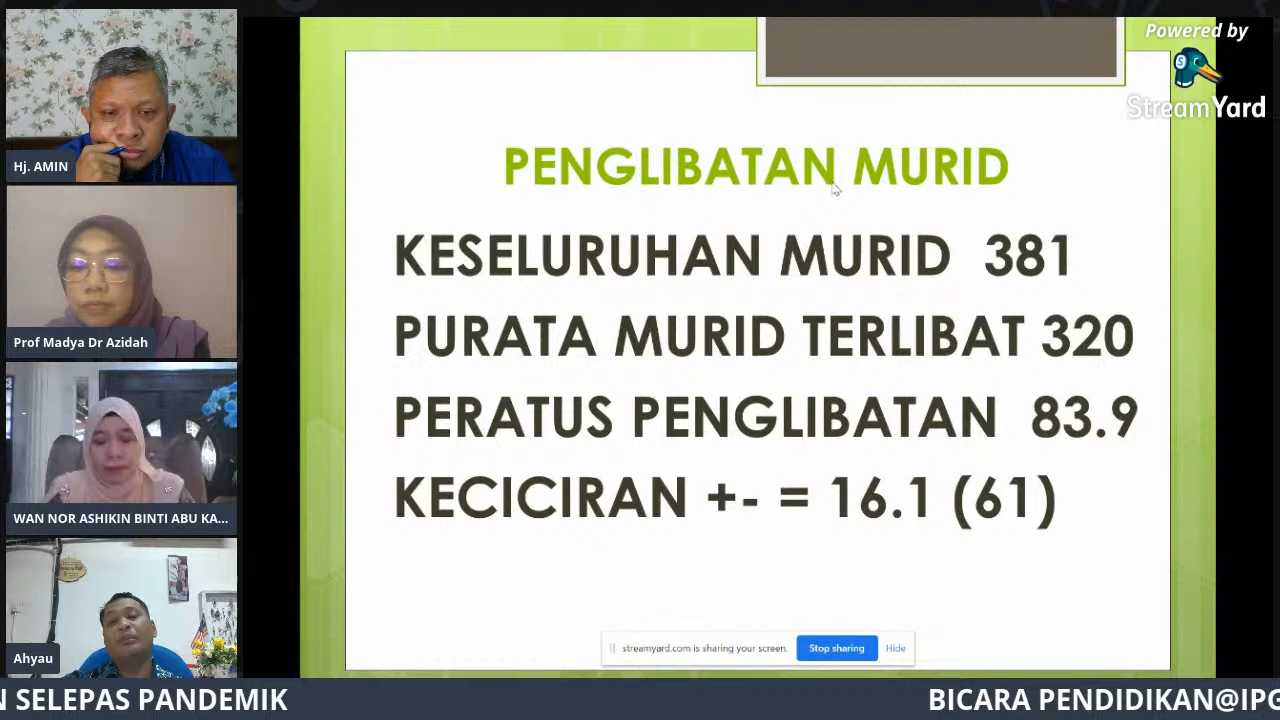 Powered by
StreamYard
Hj. AMIN
Prof Madya Dr Azidah
WAN NOR ASHIKIN BINTI ABU KA...
Ahyau
PENGLIBATAN MURID
KESELURUHAN MURID 381
PURATA MURID TERLIBAT 320
PERATUS PENGLIBATAN 83.9
KECICIRAN +- = 16.1 (61)
streamyard.com is sharing your screen.
Stop sharing
Hide
N SELEPAS PANDEMIK
BICARA PENDIDIKAN@IPG